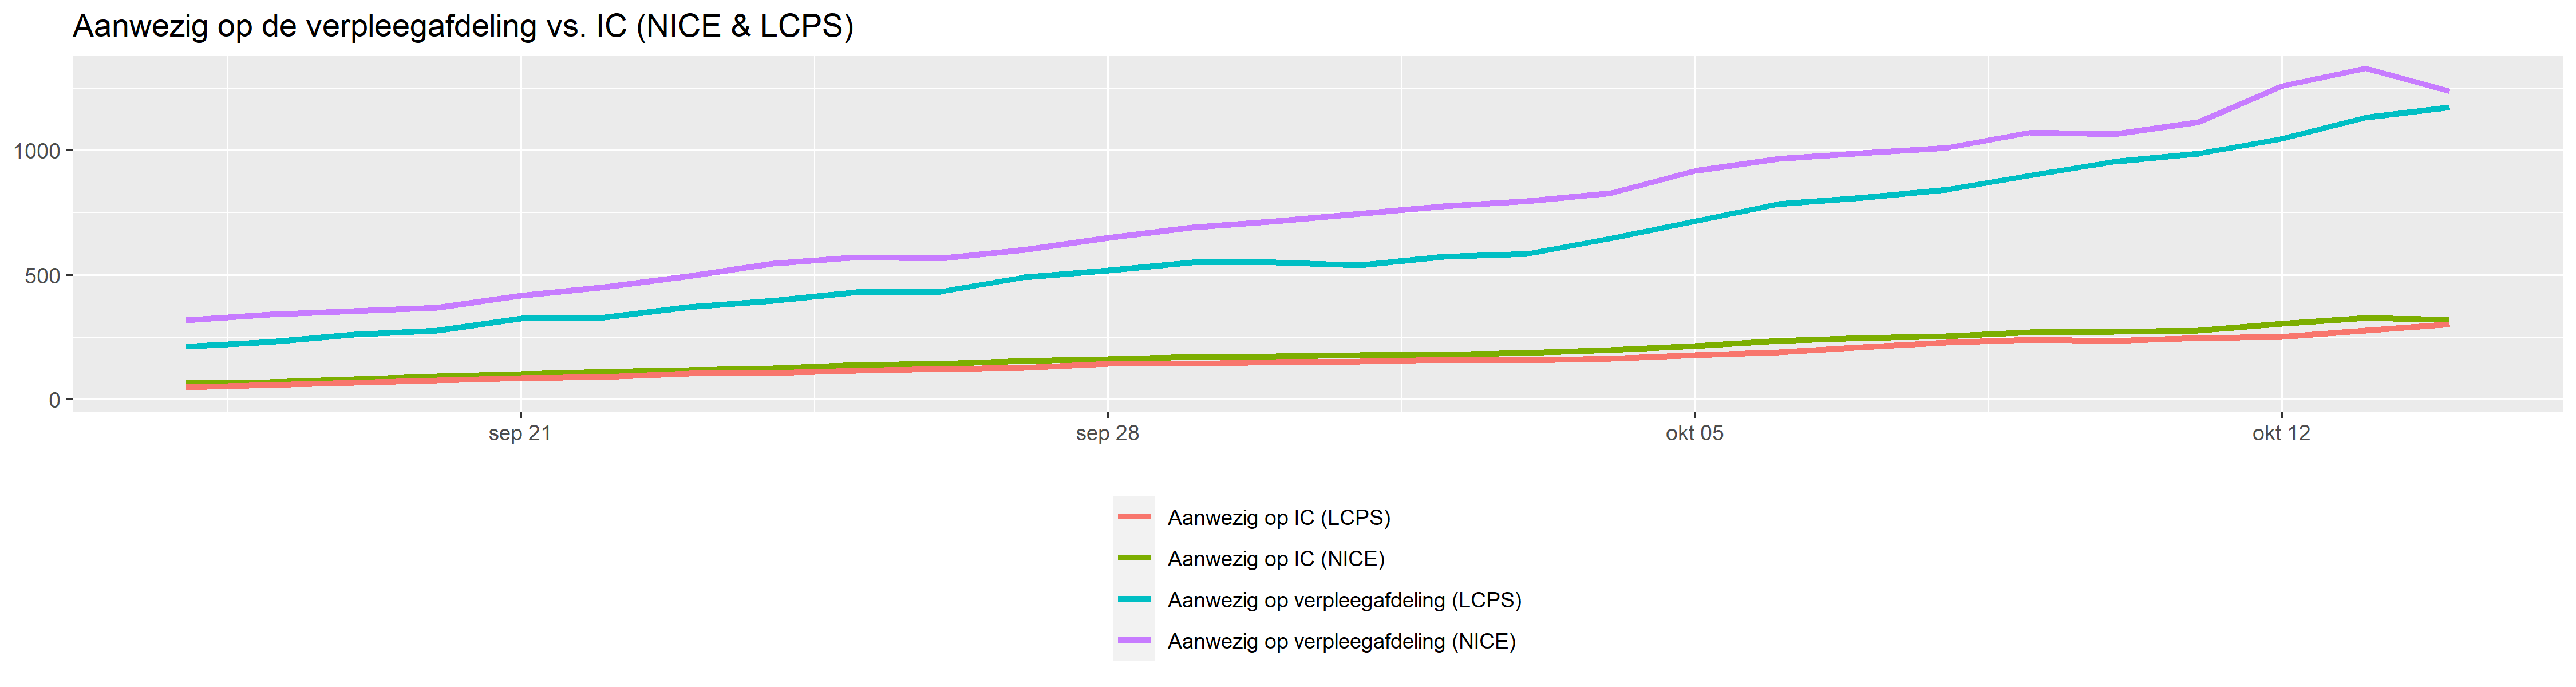 Aanwezig op de verpleegafdeling vs. IC (NICE & LCPS)
1000
500
0
sep 21
sep 28
okt 05
okt 12
Aanwezig op IC (LCPS)
Aanwezig op IC (NICE)
Aanwezig op verpleegafdeling (LCPS)
Aanwezig op verpleegafdeling (NICE)